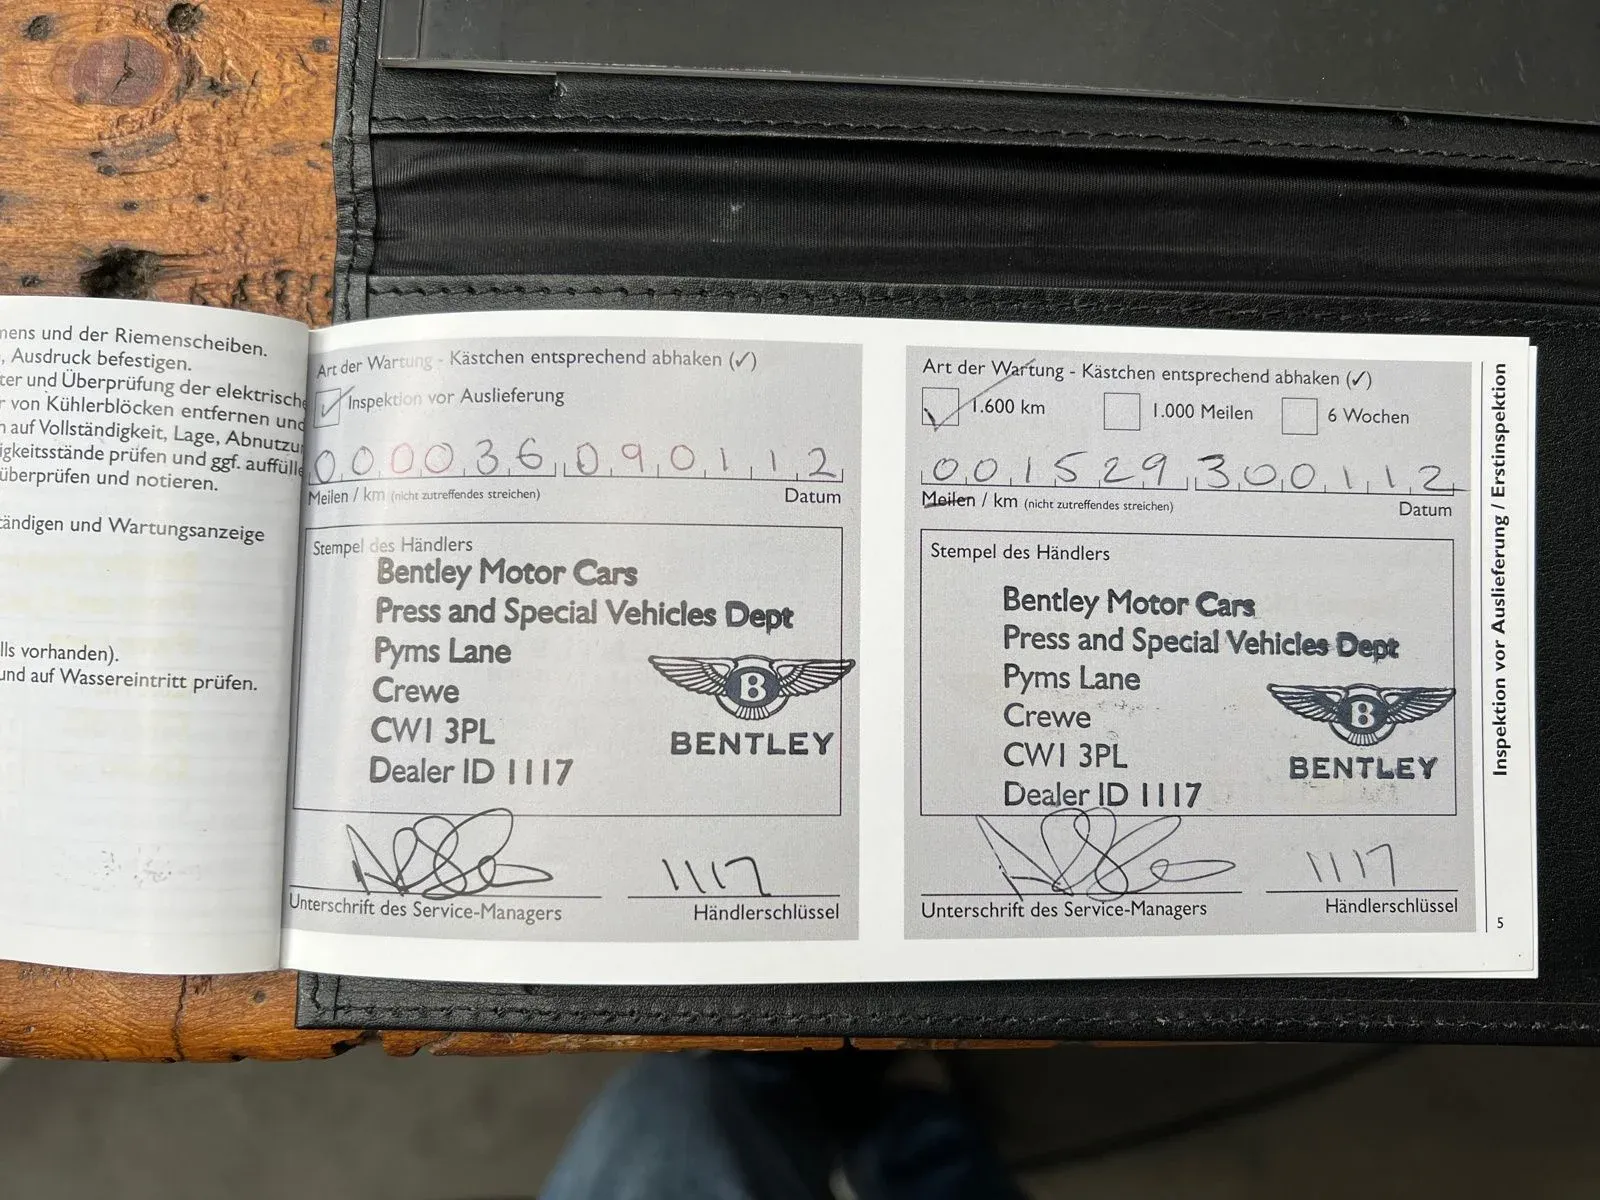 mens und der Riemenscheiben.
, Ausdruck befestigen.
ter und Überprüfung der elektrische
r von Kühlerblöcken entfernen und
n auf Vollständigkeit, Lage, Abnutzu
igkeitsstände prüfen und ggf. auffülle
überprüfen und notieren.
tändigen und Wartungsanzeige
lls vorhanden).
und auf Wassereintritt prüfen.
Art der Wartung - Kästchen entsprechend abhaken (✓)
✓ Inspektion vor Auslieferung
000036 090112
Meilen / km (nicht zutreffendes streichen) Datum
Stempel des Händlers
Bentley Motor Cars
Press and Special Vehicles Dept
Pyms Lane
Crewe
CW1 3PL
Dealer ID 1117
B
BENTLEY
1117
Unterschrift des Service-Managers Händlerschlüssel
Art der Wartung - Kästchen entsprechend abhaken (✓)
✓ 1.600 km 1.000 Meilen 6 Wochen
001529 300112
Meilen / km (nicht zutreffendes streichen) Datum
Stempel des Händlers
Bentley Motor Cars
Press and Special Vehicles Dept
Pyms Lane
Crewe
CW1 3PL
Dealer ID 1117
B
BENTLEY
1117
Unterschrift des Service-Managers Händlerschlüssel
Inspektion vor Auslieferung / Erstinspektion
5